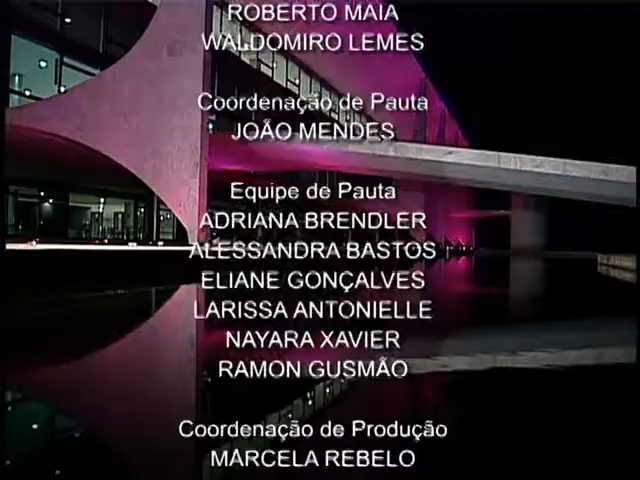 ROBERTO MAIA
WALDOMIRO LEMES
Coordenação de Pauta
JOÃO MENDES
Equipe de Pauta
ADRIANA BRENDLER
ALESSANDRA BASTOS
ELIANE GONÇALVES
LARISSA ANTONIELLE
NAYARA XAVIER
RAMON GUSMÃO
Coordenação de Produção
MARCELA REBELO